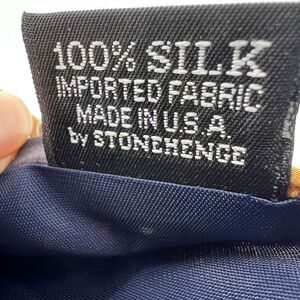 100% SILK
IMPORTED FABRIC
MADE IN U.S.A.
by STONEHENGE